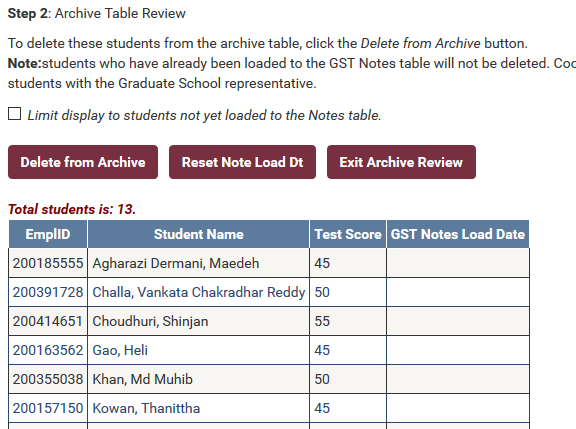 Step 2: Archive Table Review
To delete these students from the archive table, click the Delete from Archive button.
Note:students who have already been loaded to the GST Notes table will not be deleted.
students with the Graduate School representative.
Limit display to students not yet loaded to the Notes table.
Delete from Archive Reset Note Load Dt Exit Archive Review
Total students is: 13.
EmplID Student Name Test Score GST Notes Load Date
200185555 Agharazi Dermani, Maedeh 45
200391728 Challa, Vankata Chakradhar Reddy 50
200414651 Choudhuri, Shinjan 55
200163562 Gao, Heli 45
200355038 Khan, Md Muhib 50
200157150 Kowan, Thanittha 45